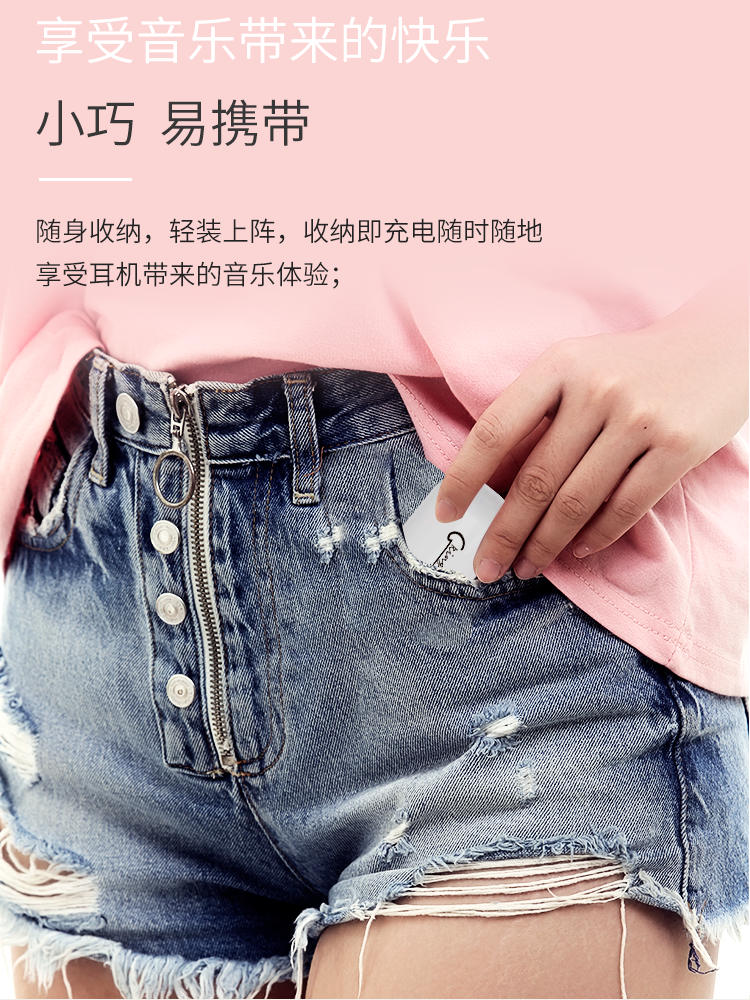 享受音乐带来的快乐
小巧 易携带
随身收纳，轻装上阵，收纳即充电随时随地
享受耳机带来的音乐体验；